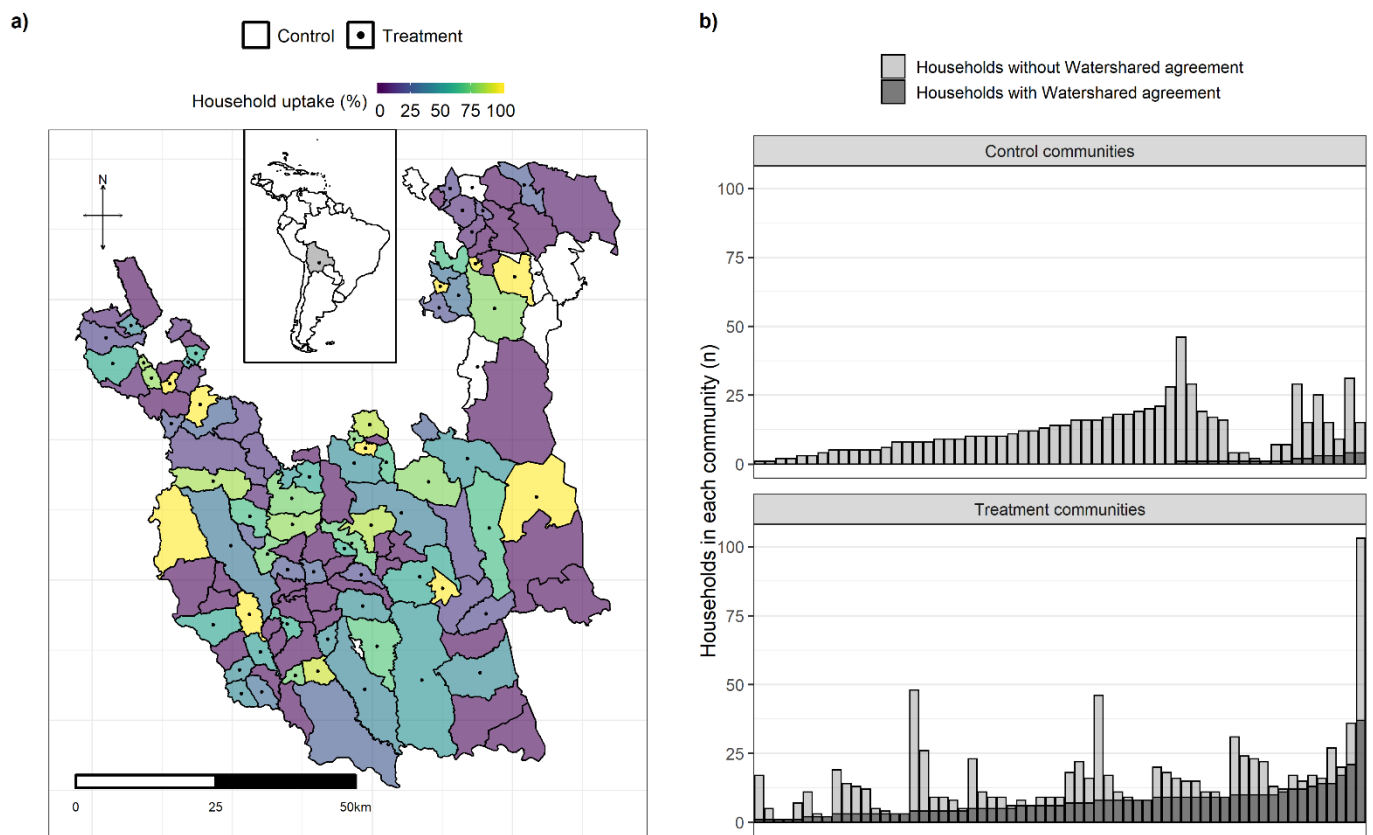 a)
Control Treatment
Household uptake (%) 0 25 50 75 100
N
0 25 50km
b)
Households without Watershared agreement
Households with Watershared agreement
Households in each community (n)
Control communities
100
75
50
25
0
Treatment communities
100
75
50
25
0